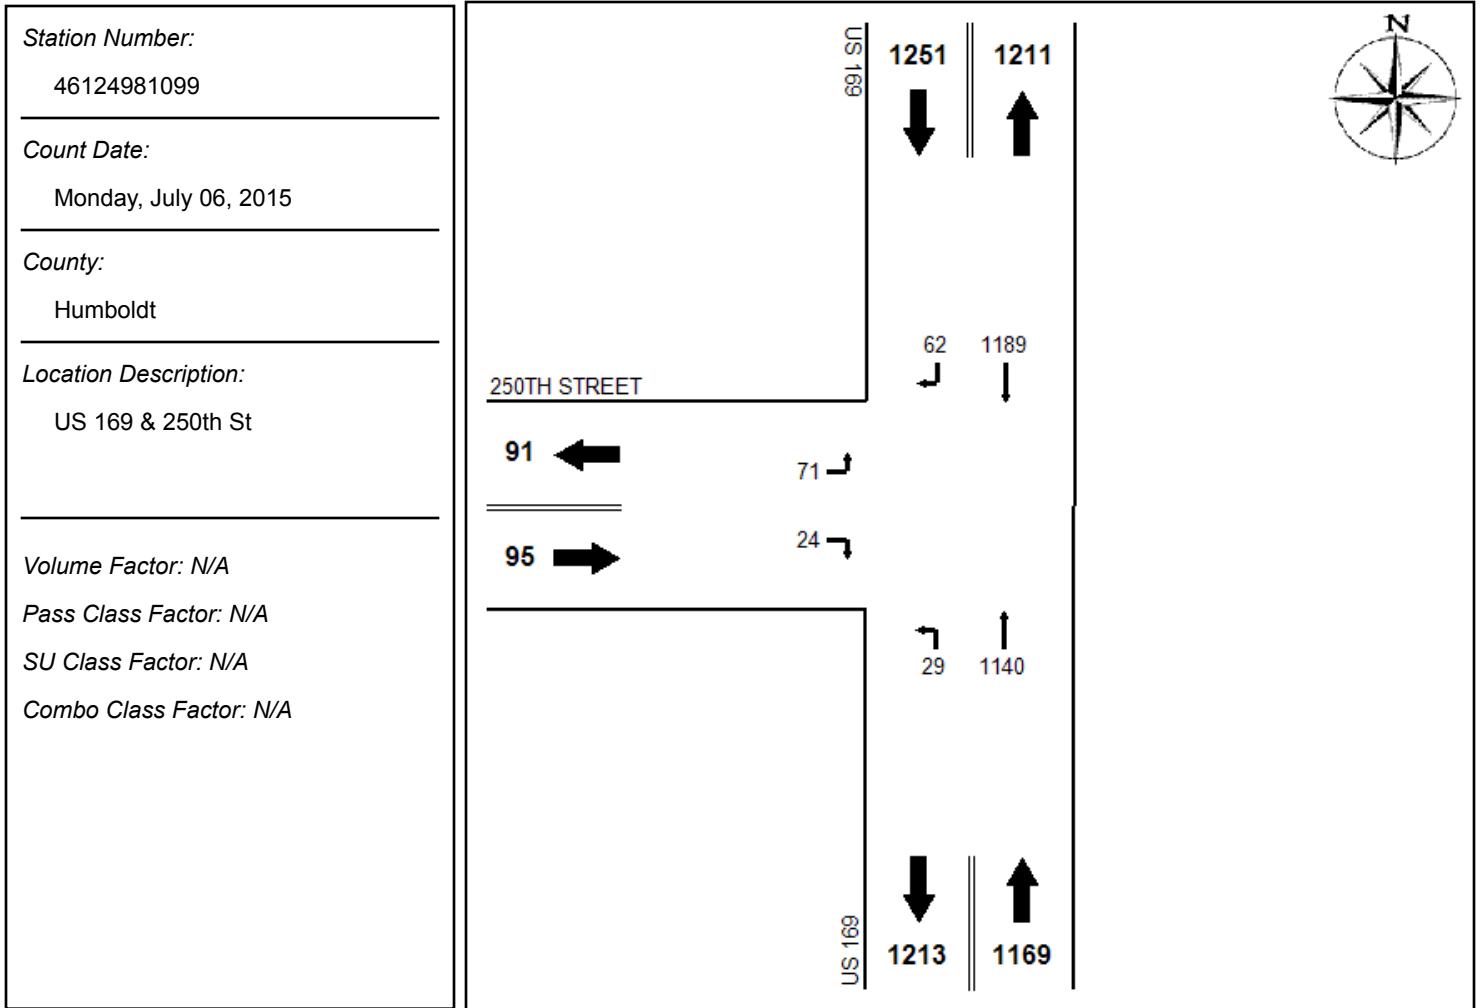 Station Number:
46124981099
Count Date:
Monday, July 06, 2015
County:
Humboldt
Location Description:
US 169 & 250th St
Volume Factor: N/A
Pass Class Factor: N/A
SU Class Factor: N/A
Combo Class Factor: N/A
US 169
1251 1211
N
62 1189
250TH STREET
91
71
24
95
29 1140
US 169
1213 1169